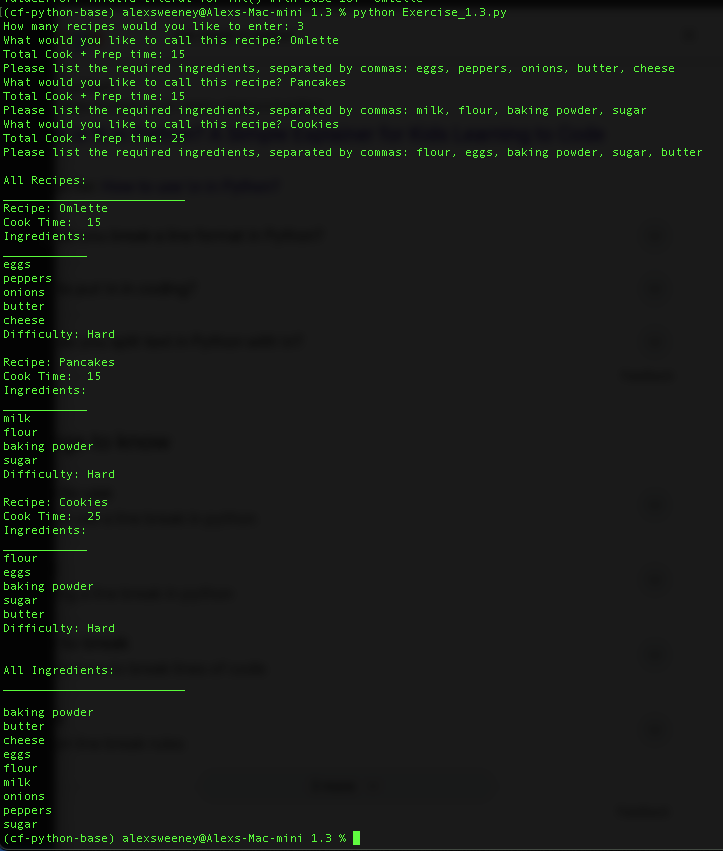 (cf-python-base) alexsweeney@Alexs-Mac-mini 1.3 % python Exercise_1.3.py
How many recipes would you like to enter: 3
What would you like to call this recipe? Omlette
Total Cook + Prep time: 15
Please list the required ingredients, separated by commas: eggs, peppers, onions, butter, cheese
What would you like to call this recipe? Pancakes
Total Cook + Prep time: 15
Please list the required ingredients, separated by commas: milk, flour, baking powder, sugar
What would you like to call this recipe? Cookies
Total Cook + Prep time: 25
Please list the required ingredients, separated by commas: flour, eggs, baking powder, sugar, butter
All Recipes:
__________________________
Recipe: Omlette
Cook Time:  15
Ingredients:
____________
eggs
peppers
onions
butter
cheese
Difficulty: Hard
Recipe: Pancakes
Cook Time:  15
Ingredients:
____________
milk
flour
baking powder
sugar
Difficulty: Hard
Recipe: Cookies
Cook Time:  25
Ingredients:
____________
flour
eggs
baking powder
sugar
butter
Difficulty: Hard
All Ingredients:
__________________________
baking powder
butter
cheese
eggs
flour
milk
onions
peppers
sugar
(cf-python-base) alexsweeney@Alexs-Mac-mini 1.3 %